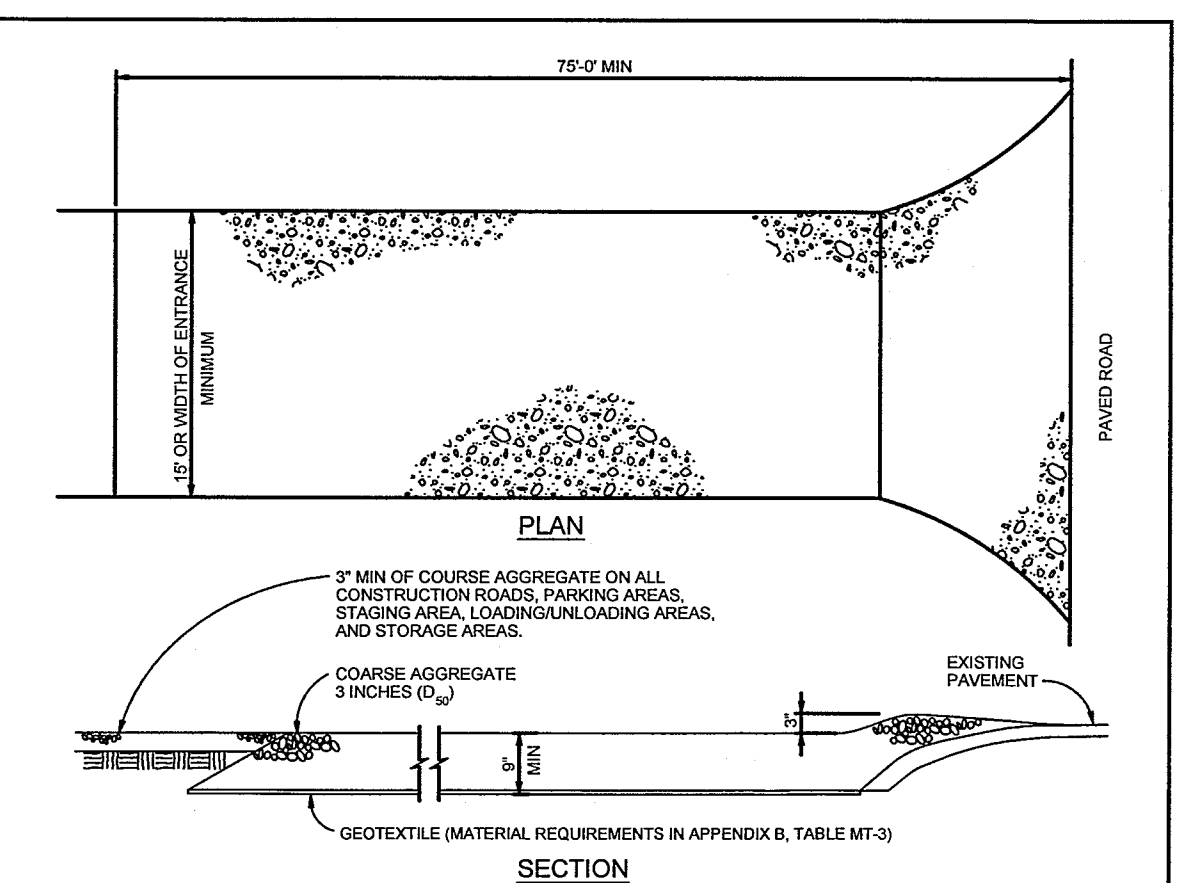 75'-0' MIN
15' OR WIDTH OF ENTRANCE
MINIMUM
PAVED ROAD
PLAN
3" MIN OF COURSE AGGREGATE ON ALL
CONSTRUCTION ROADS, PARKING AREAS,
STAGING AREA, LOADING/UNLOADING AREAS,
AND STORAGE AREAS.
COARSE AGGREGATE
3 INCHES (D50)
EXISTING
PAVEMENT
3"
9"
MIN
GEOTEXTILE (MATERIAL REQUIREMENTS IN APPENDIX B, TABLE MT-3)
SECTION